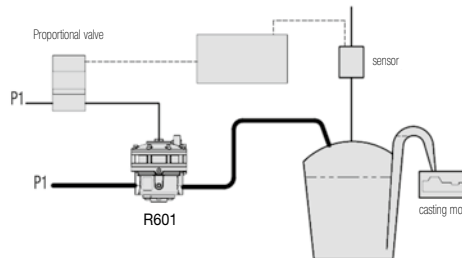 Proportional valve
sensor
P1
P1
R601
casting mo